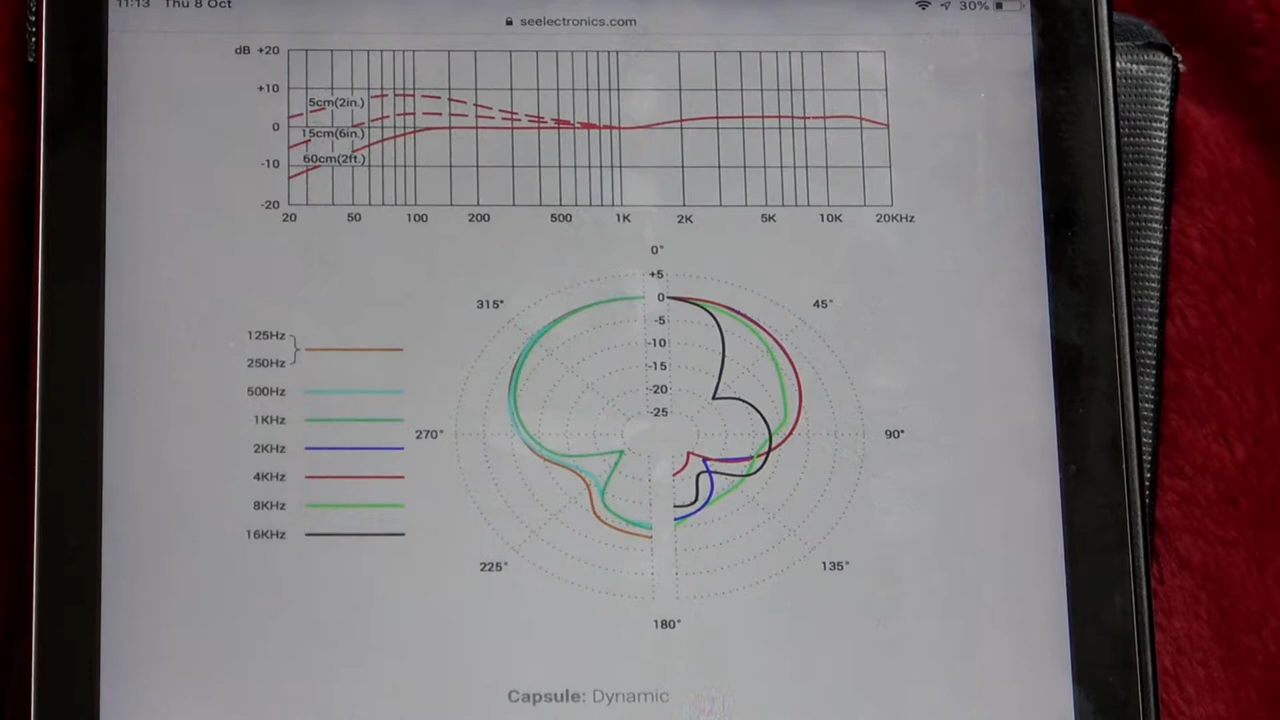 11:13 Thu 8 Oct
30%
seelectronics.com
dB +20
+10
0
-10
-20
5cm(2in.)
15cm(6in.)
60cm(2ft.)
20 50 100 200 500 1K 2K 5K 10K 20KHz
0°
+5
0
-5
-10
-15
-20
-25
315°
45°
270°
90°
225°
135°
180°
125Hz
250Hz
500Hz
1KHz
2KHz
4KHz
8KHz
16KHz
Capsule: Dynamic